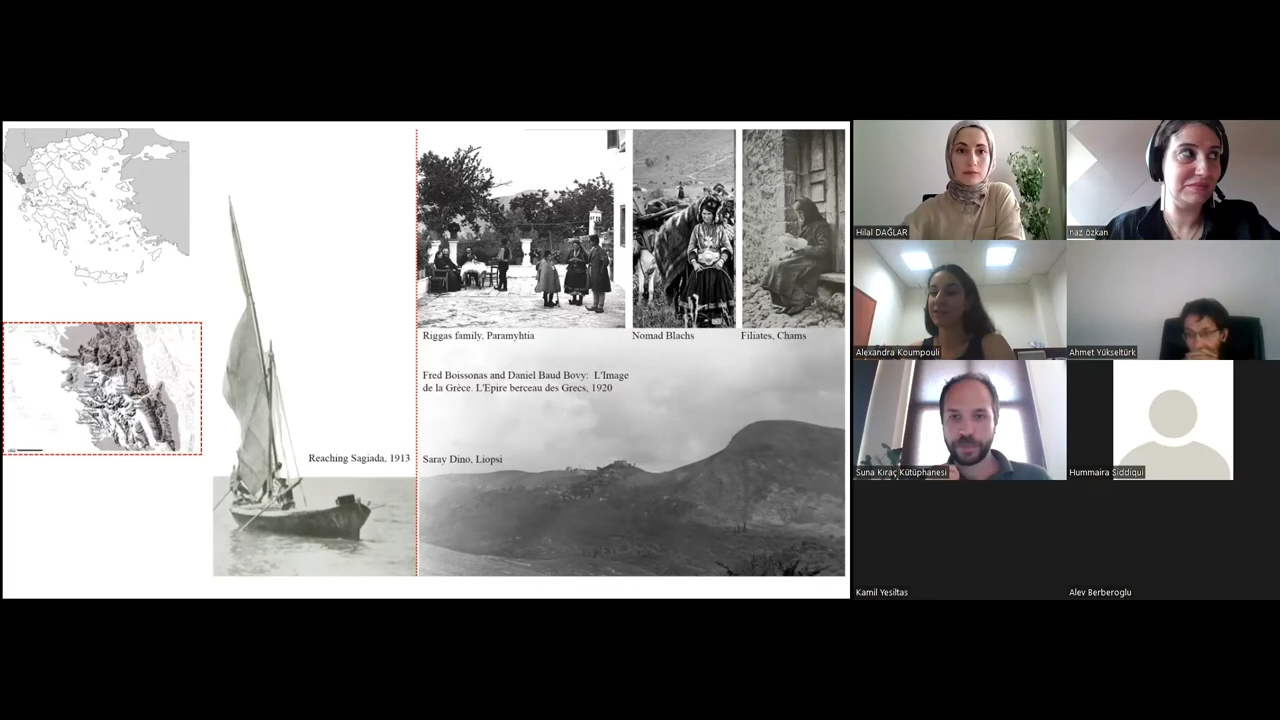 Riggas family, Paramyhtia
Nomad Blachs
Filiates, Chams
Fred Boissonas and Daniel Baud Bovy: L'Image
de la Grèce. L'Epire berceau des Grecs, 1920
Reaching Sagiada, 1913
Saray Dino, Liopsi
Hilal DAĞLAR
naz özkan
Alexandra Koumpouli
Ahmet Yükseltürk
Suna Kıraç Kütüphanesi
Hummaira Siddiqui
Kamil Yesiltas
Alev Berberoglu